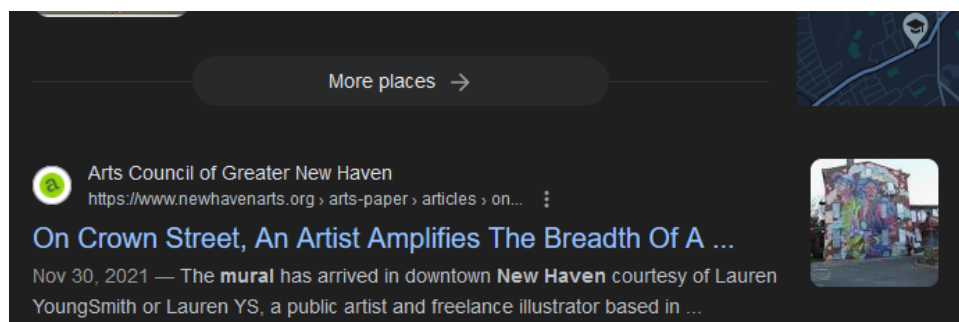 More places
Arts Council of Greater New Haven
https://www.newhavenarts.org › arts-paper › articles › on...
On Crown Street, An Artist Amplifies The Breadth Of A ...
Nov 30, 2021 — The mural has arrived in downtown New Haven courtesy of Lauren
YoungSmith or Lauren YS, a public artist and freelance illustrator based in ...